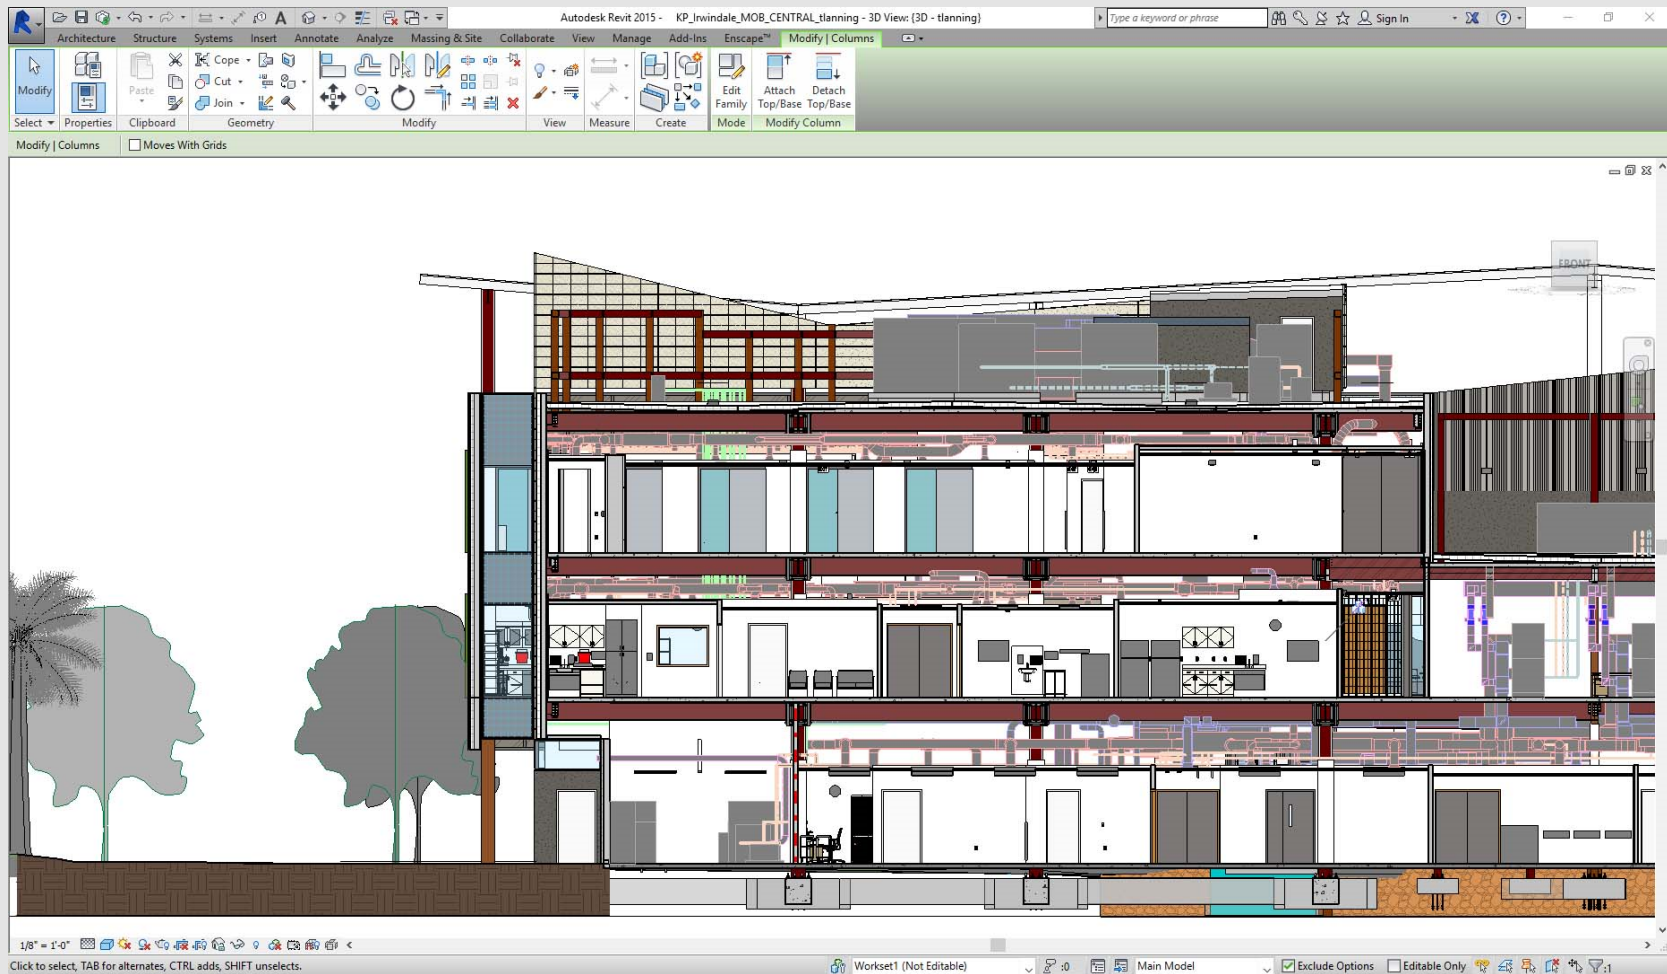 Autodesk Revit 2015 - KP_Irwindale_MOB_CENTRAL_tlanning - 3D View: {3D - tlanning}
Type a keyword or phrase
Sign In
Architecture Structure Systems Insert Annotate Analyze Massing & Site Collaborate View Manage Add-Ins Enscape™ Modify | Columns
Modify
Paste
Cope
Cut
Join
Edit Family
Attach Top/Base
Detach Top/Base
Select Properties Clipboard Geometry Modify View Measure Create Mode Modify Column
Modify | Columns Moves With Grids
FRONT
1/8" = 1'-0"
Click to select, TAB for alternates, CTRL adds, SHIFT unselects. Workset1 (Not Editable) :0 Main Model Exclude Options Editable Only :1